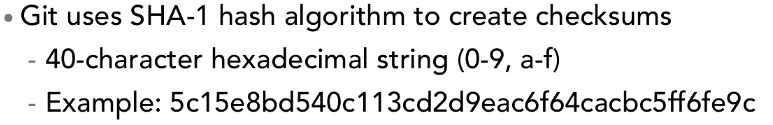 • Git uses SHA-1 hash algorithm to create checksums
- 40-character hexadecimal string (0-9, a-f)
- Example: 5c15e8bd540c113cd2d9eac6f64cacbc5ff6fe9c